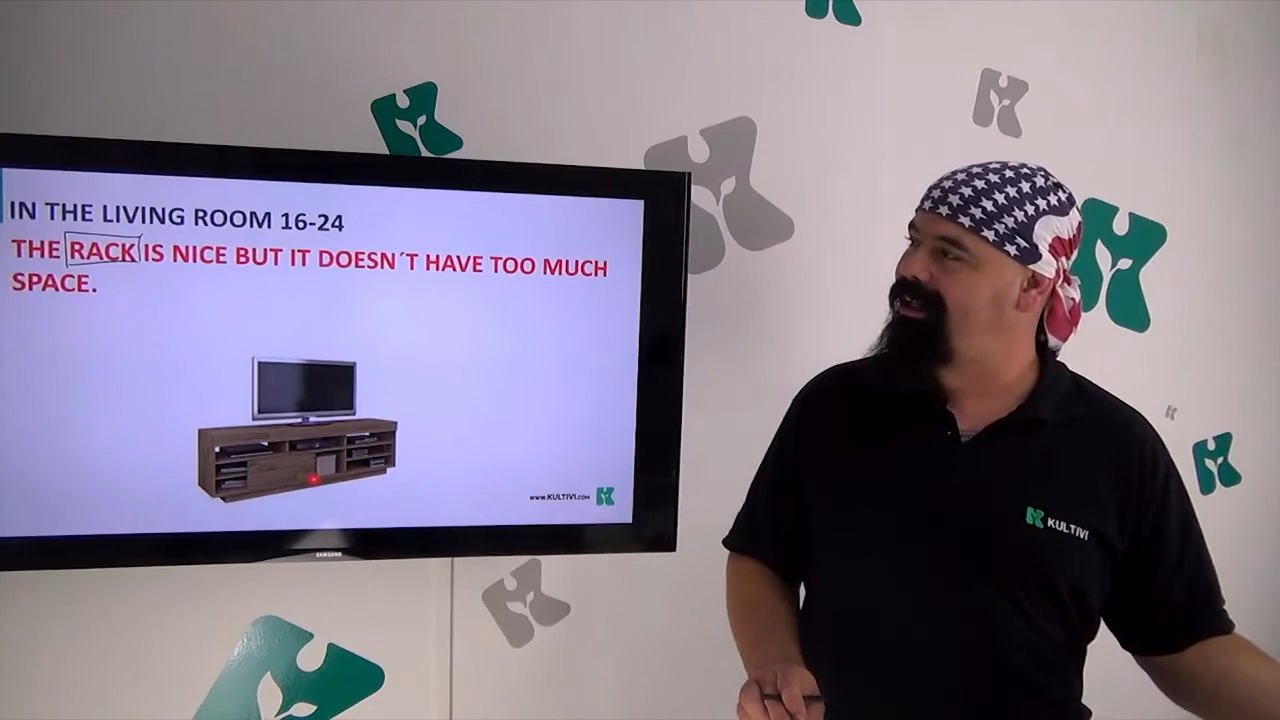 IN THE LIVING ROOM 16-24
THE RACK IS NICE BUT IT DOESN´T HAVE TOO MUCH
SPACE.
WWW.KULTIVI.COM
SAMSUNG
KULTIVI